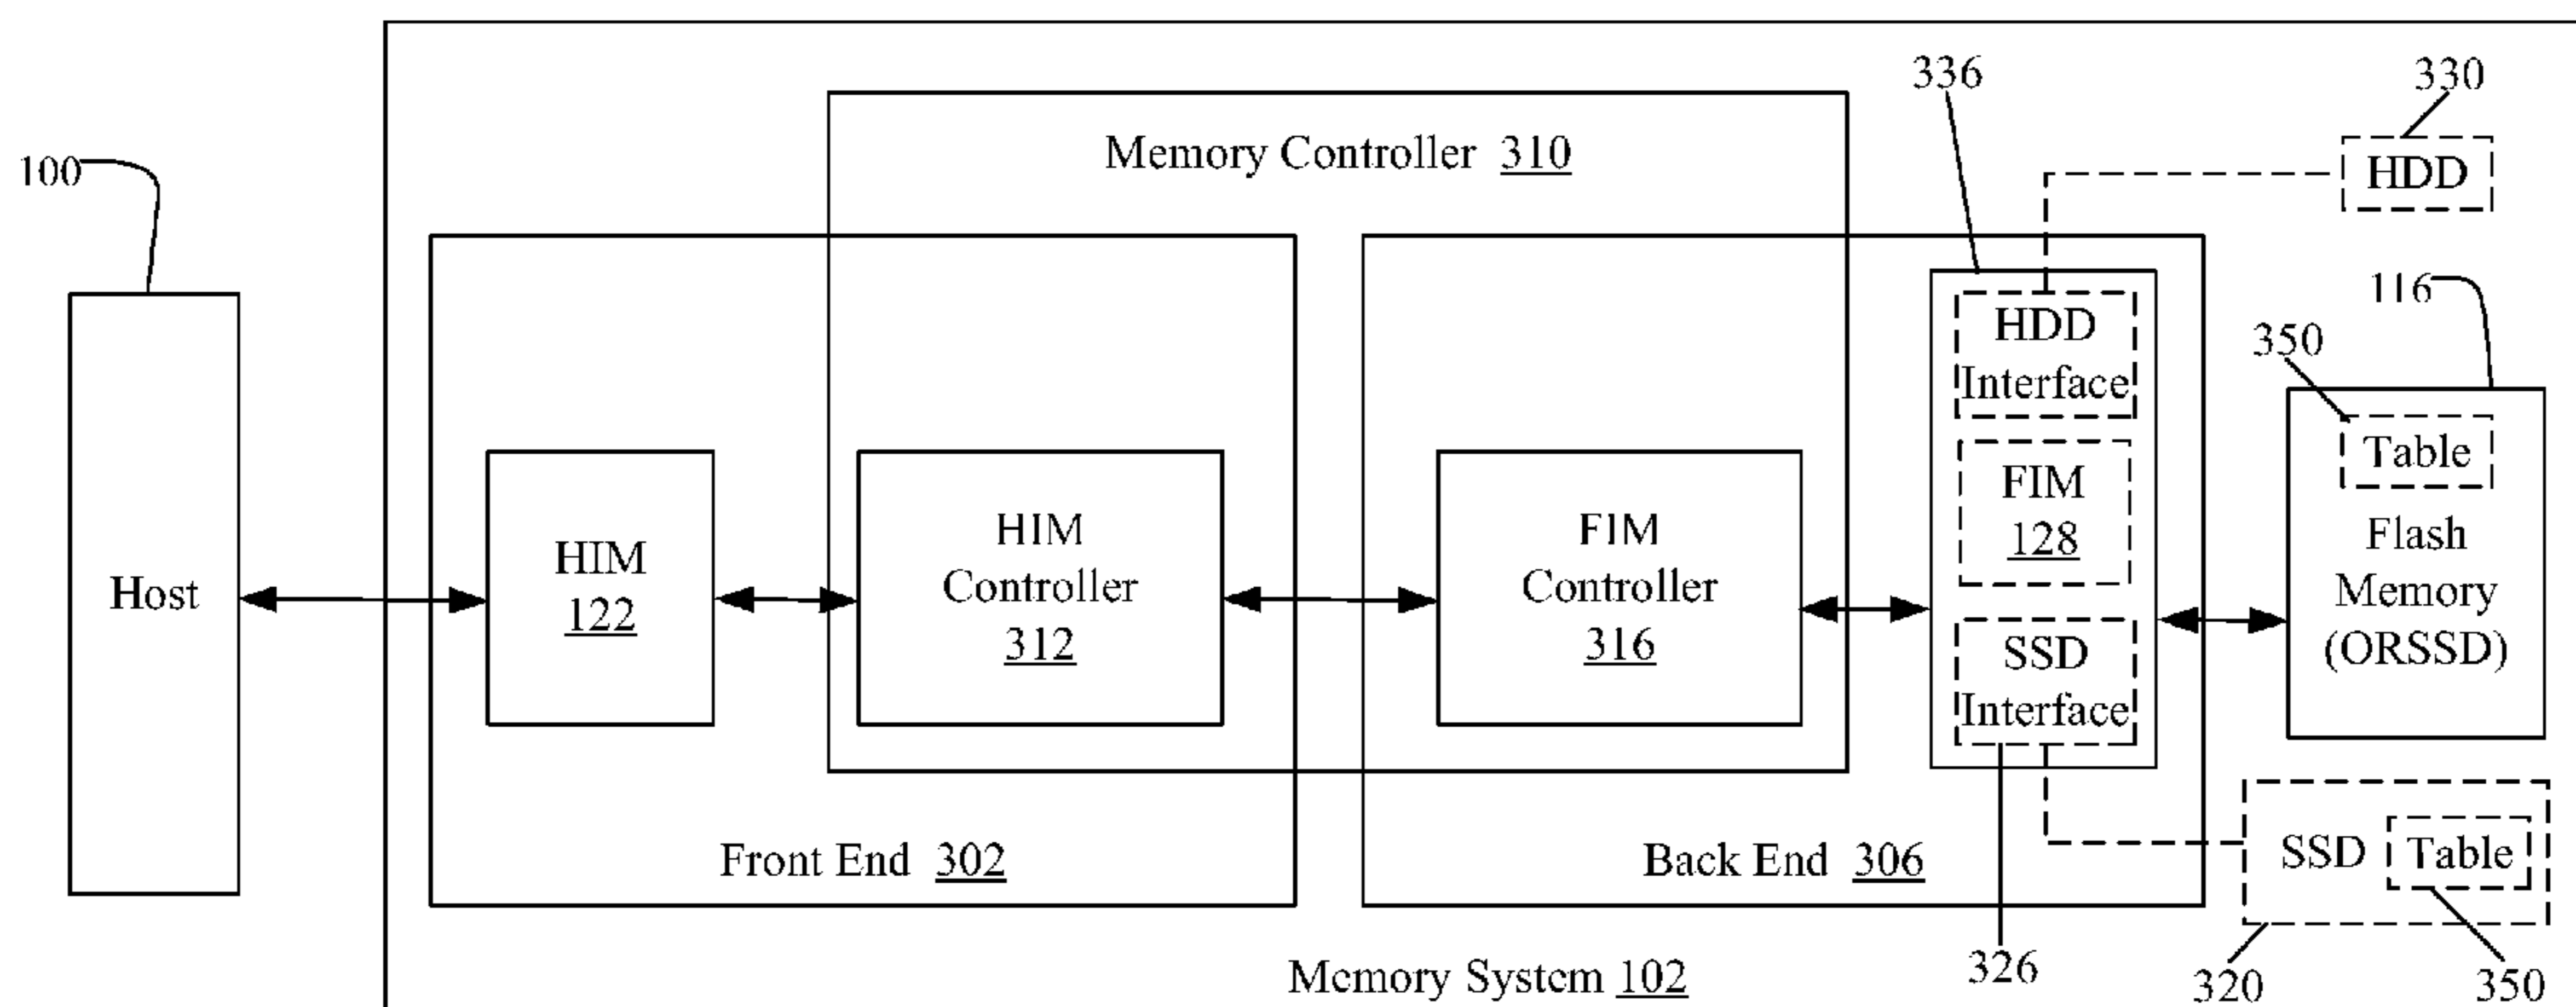 336
330
Memory Controller 310
HDD
100
HDD
Interface
116
350
Table
FIM
128
Flash
Memory
(ORSSD)
Host
HIM
122
HIM
Controller
312
FIM
Controller
316
SSD
Interface
Front End 302
Back End 306
SSD
Table
326
320
350
Memory System 102